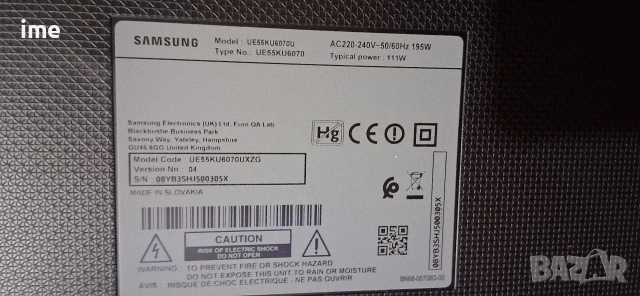 ime
SAMSUNG
Model : UE55KU6070U
Type No.: UE55KU6070
AC220-240V~50/60Hz 195W
Typical power : 111W
Samsung Electronics (UK) Ltd, Euro QA Lab.
Blackbushe Business Park
Saxony Way, Yateley, Hampshire
GU46 6GG United Kingdom
Model Code : UE55KU6070UXZG
Version No : 04
S/N : 08YB3SHJ500305X
MADE IN SLOVAKIA
Hg
CE
08YB3SHJ500305X
CAUTION
RISK OF ELECTRIC SHOCK
DO NOT OPEN
WARNING : TO PREVENT FIRE OR SHOCK HAZARD
DO NOT EXPOSE THIS UNIT TO RAIN OR MOISTURE
AVIS : RISQUE DE CHOC ELECTRIQUE - NE PAS OUVRIR
BAZAR